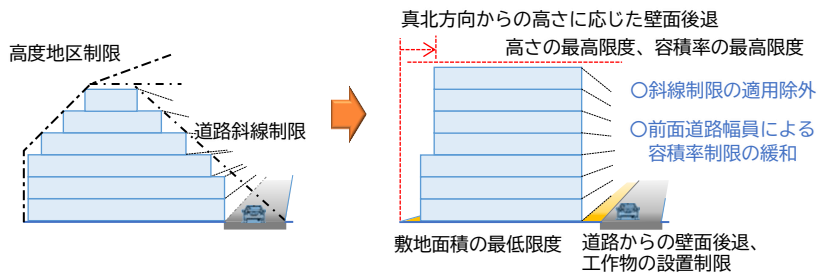 真北方向からの高さに応じた壁面後退
高度地区制限
高さの最高限度、容積率の最高限度
〇斜線制限の適用除外
道路斜線制限
〇前面道路幅員による
容積率制限の緩和
敷地面積の最低限度
道路からの壁面後退、
工作物の設置制限